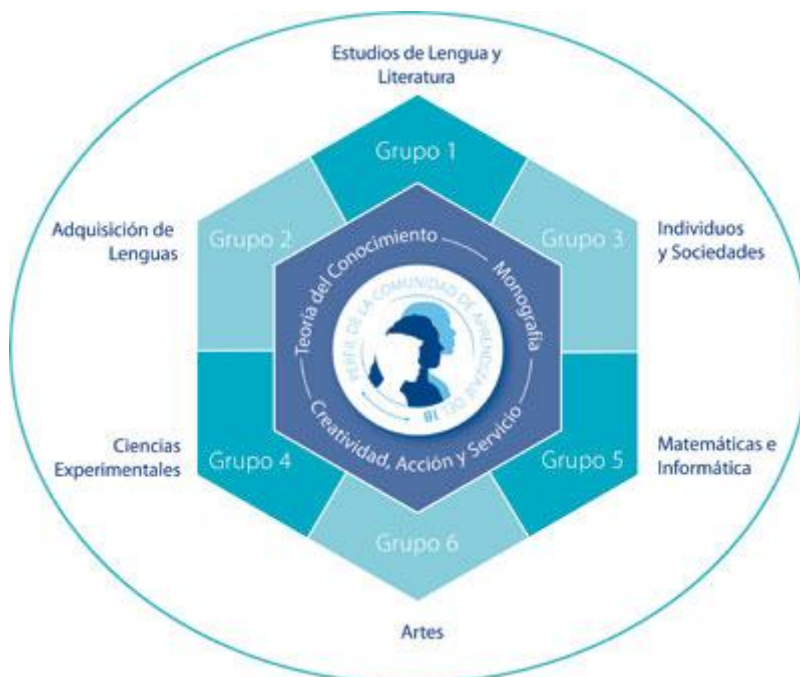 Estudios de Lengua y
Literatura
Grupo 1
Adquisición de
Lenguas
Grupo 2
Grupo 3
Individuos
y Sociedades
Teoría del Conocimiento
Monografía
Creatividad, Acción y Servicio
PERFIL DE LA COMUNIDAD DE APRENDIZAJE DEL IB
Ciencias
Experimentales
Grupo 4
Grupo 5
Matemáticas e
Informática
Grupo 6
Artes